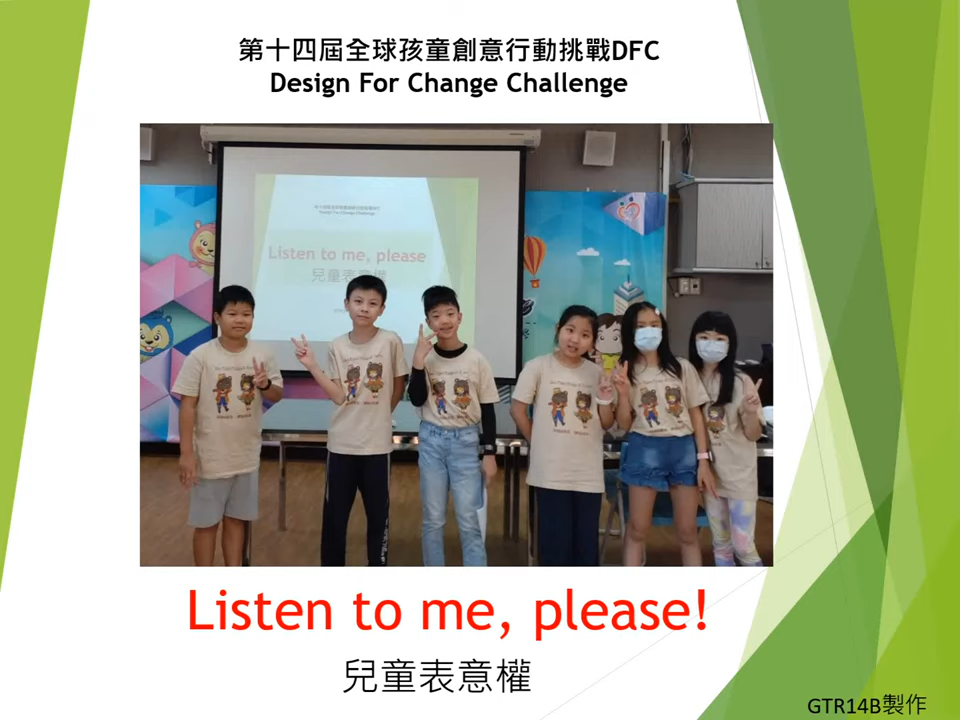 第十四屆全球孩童創意行動挑戰DFC
Design For Change Challenge
Listen to me, please
兒童表意權
Listen to me, please!
兒童表意權
GTR14B製作